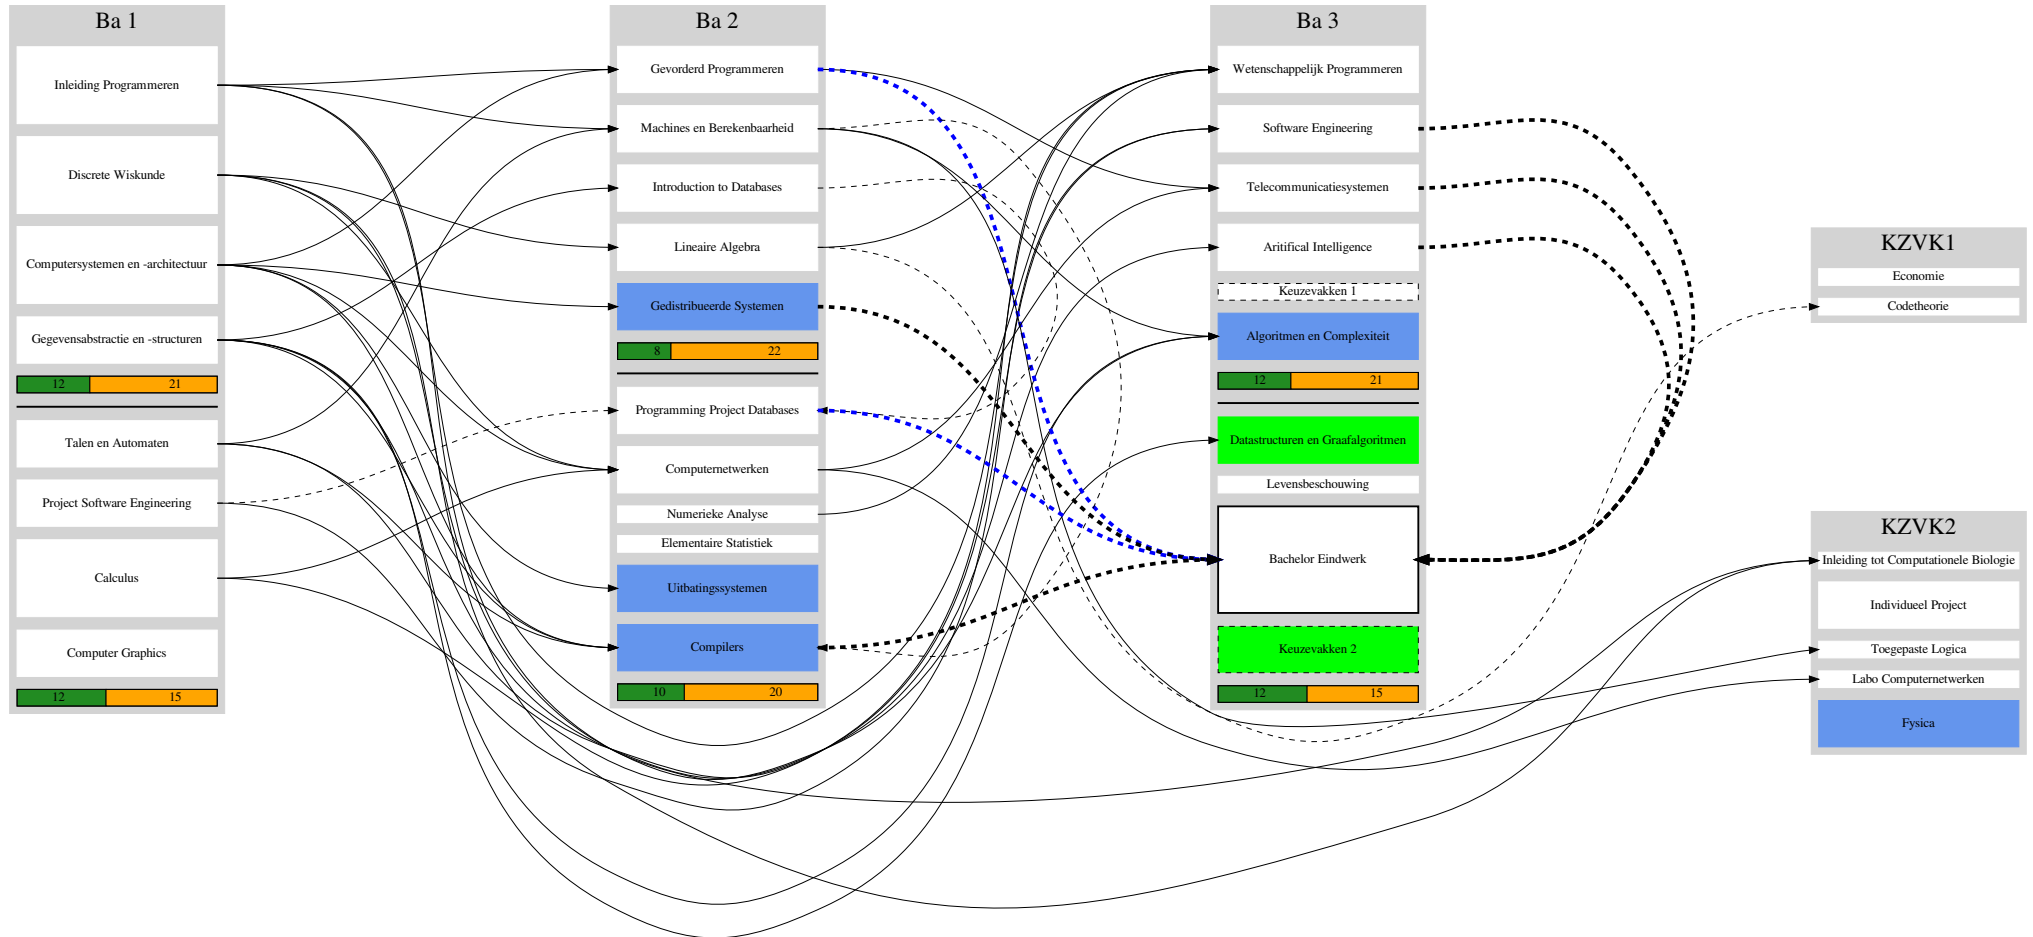 Ba 1
Inleiding Programmeren
Discrete Wiskunde
Computersystemen en -architectuur
Gegevensabstractie en -structuren
12 21
Talen en Automaten
Project Software Engineering
Calculus
Computer Graphics
12 15
Ba 2
Gevorderd Programmeren
Machines en Berekenbaarheid
Introduction to Databases
Lineaire Algebra
Gedistribueerde Systemen
8 22
Programming Project Databases
Computernetwerken
Numerieke Analyse
Elementaire Statistiek
Uitbatingssystemen
Compilers
10 20
Ba 3
Wetenschappelijk Programmeren
Software Engineering
Telecommunicatiesystemen
Aritifical Intelligence
Keuzevakken 1
Algoritmen en Complexiteit
12 21
Datastructuren en Graafalgoritmen
Levensbeschouwing
Bachelor Eindwerk
Keuzevakken 2
12 15
KZVK1
Economie
Codetheorie
KZVK2
Inleiding tot Computationele Biologie
Individueel Project
Toegepaste Logica
Labo Computernetwerken
Fysica